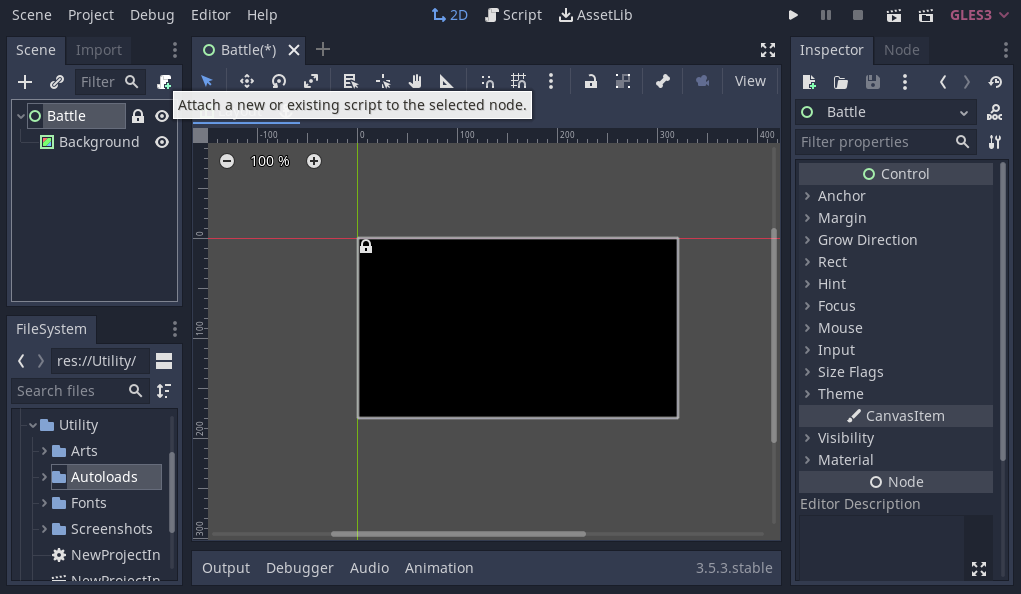 Scene Project Debug Editor Help 2D Script AssetLib GLES3
Scene Import Battle(*) Inspector Node
Filter View
Attach a new or existing script to the selected node.
Battle Battle
Background Filter properties
-100 0 100 200 300 400
100 %
Control
Anchor
Margin
Grow Direction
Rect
Hint
Focus
Mouse
Input
Size Flags
Theme
CanvasItem
Visibility
Material
Node
Editor Description
0
100
200
300
FileSystem
res://Utility/
Search files
Utility
Arts
Autoloads
Fonts
Screenshots
NewProjectIn
NewProjectIn
Output Debugger Audio Animation 3.5.3.stable